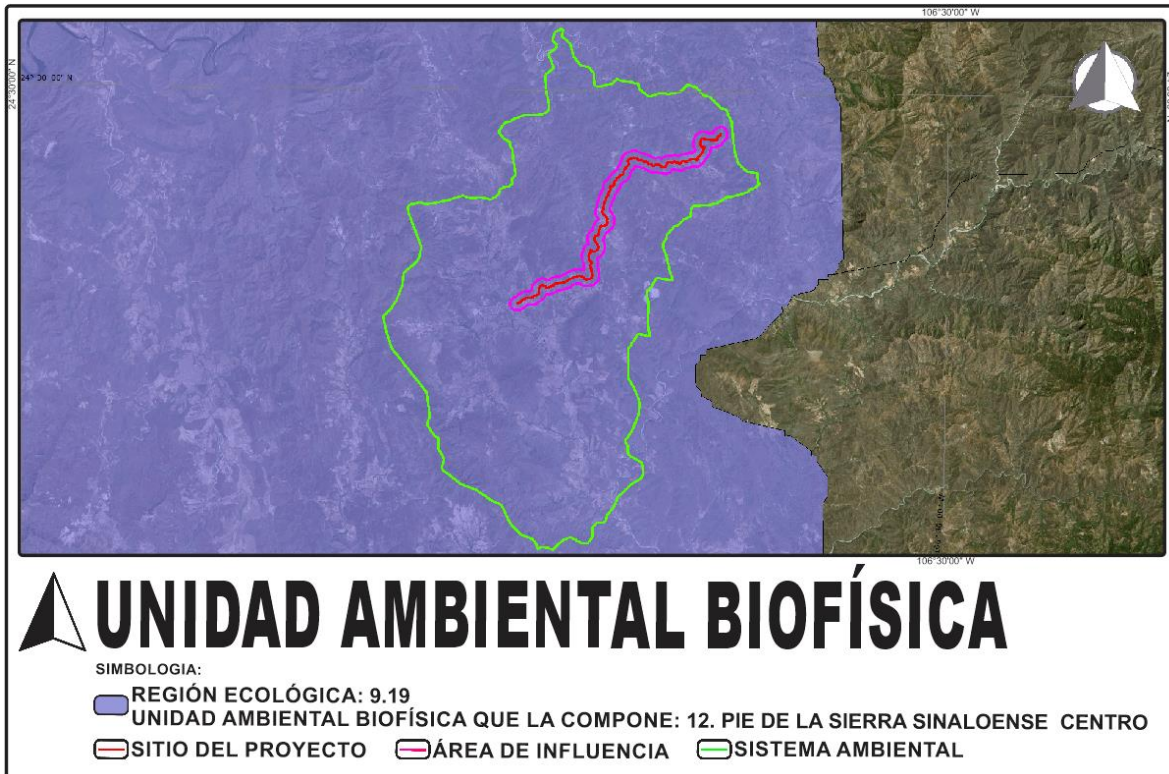 106°30'00" W
24°30'00" N
UNIDAD AMBIENTAL BIOFÍSICA
SIMBOLOGIA:
REGIÓN ECOLÓGICA: 9.19
UNIDAD AMBIENTAL BIOFÍSICA QUE LA COMPONE: 12. PIE DE LA SIERRA SINALOENSE CENTRO
SITIO DEL PROYECTO
ÁREA DE INFLUENCIA
SISTEMA AMBIENTAL
106°30'00" W